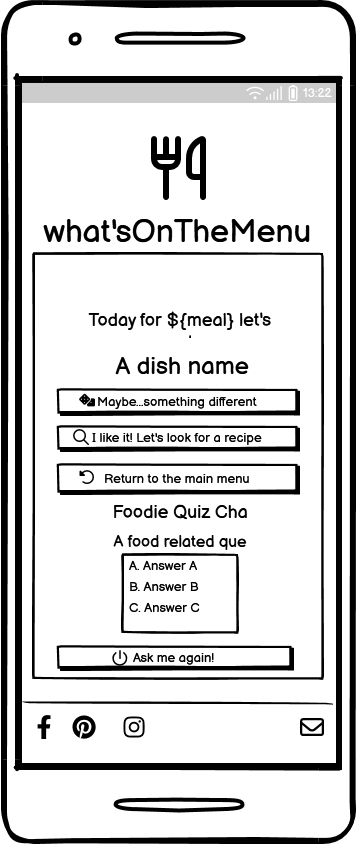 13:22
what'sOnTheMenu
Today for ${meal} let's
A dish name
Maybe...something different
I like it! Let's look for a recipe
Return to the main menu
Foodie Quiz Cha
A food related que
A. Answer A
B. Answer B
C. Answer C
Ask me again!